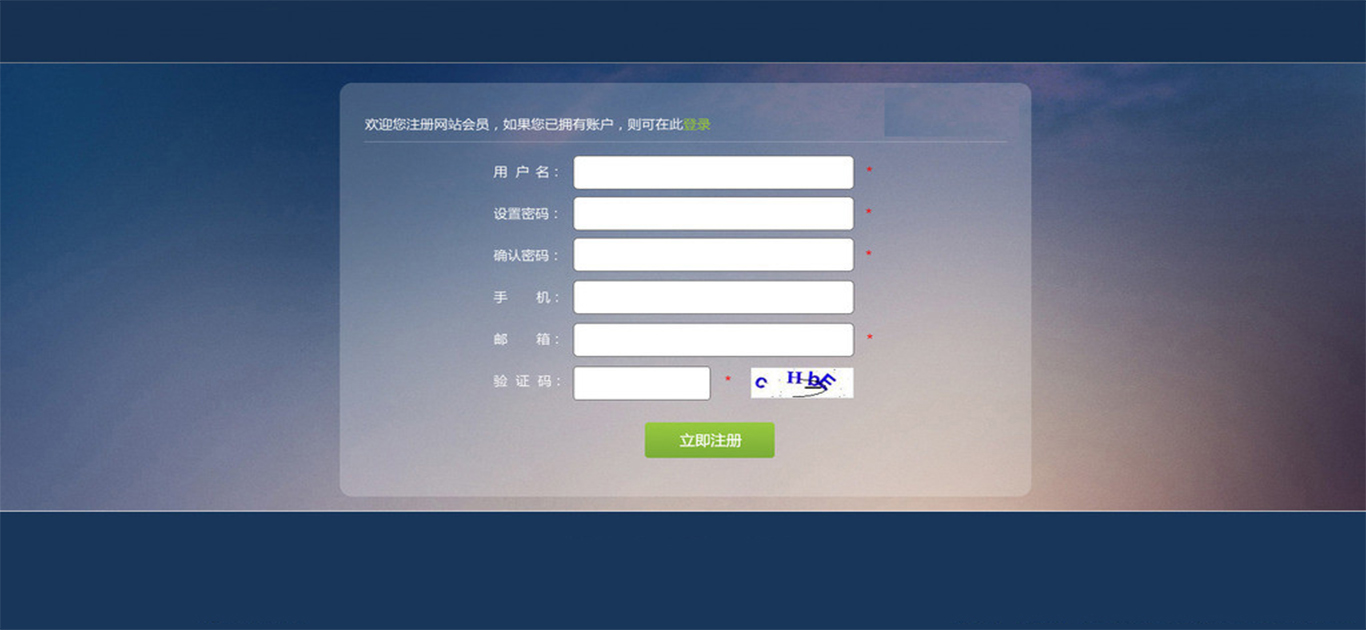 欢迎您注册网站会员，如果您已拥有账户，则可在此登录
用 户 名： *
设置密码： *
确认密码： *
手 机：
邮 箱： *
验 证 码： * c H b E
立即注册